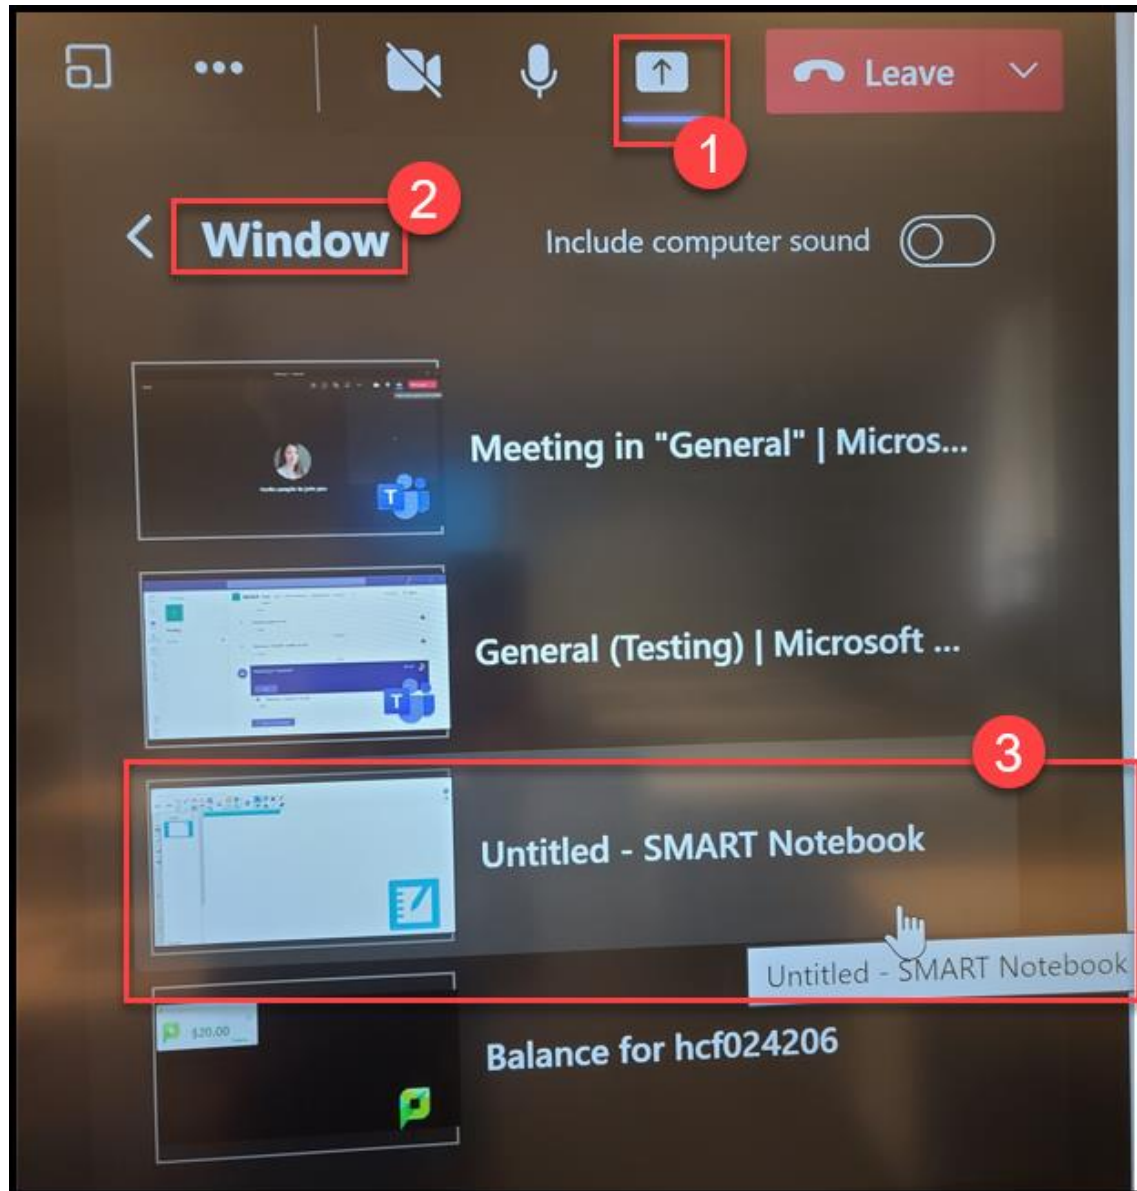 Leave
1
2
Window
Include computer sound
Meeting in "General" | Micros...
General (Testing) | Microsoft ...
3
Untitled - SMART Notebook
Untitled - SMART Notebook
$20.00
Balance for hcf024206